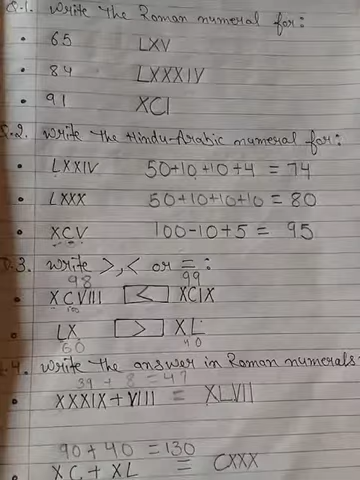 Q.1. Write the Roman numeral for:
• 65 LXV
• 84 LXXXIV
• 91 XCI
Q.2. Write the Hindu-Arabic numeral for:
• LXXIV 50+10+10+4 = 74
• LXXX 50+10+10+10 = 80
• XCV 100-10+5 = 95
Q.3. Write >, < or = :
98 99
• XCVIII < XCIX
100
• LX > XL
60 40
Q.4. Write the answer in Roman numerals:
39 + 8 = 47
• XXXIX + VIII = XLVII
90 + 40 = 130
• XC + XL = CXXX